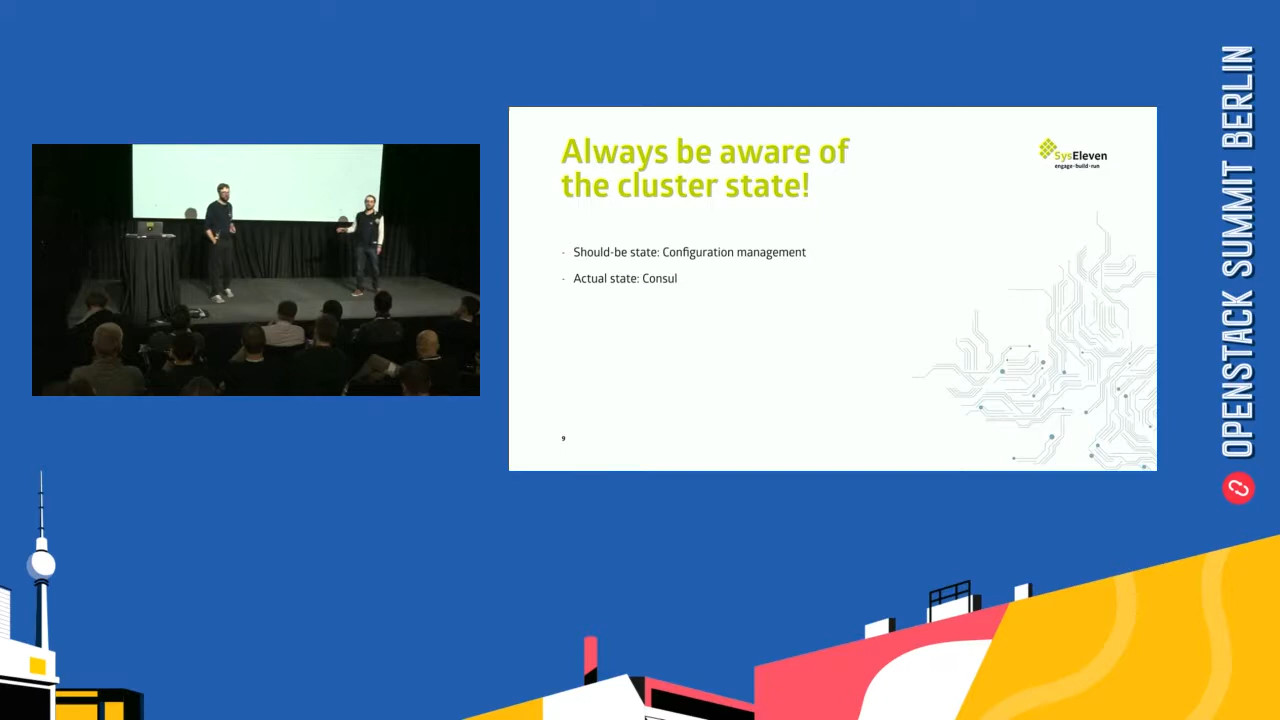 Always be aware of
the cluster state!
SysEleven
engage·build·run
- Should-be state: Configuration management
- Actual state: Consul
9
OPENSTACK SUMMIT BERLIN